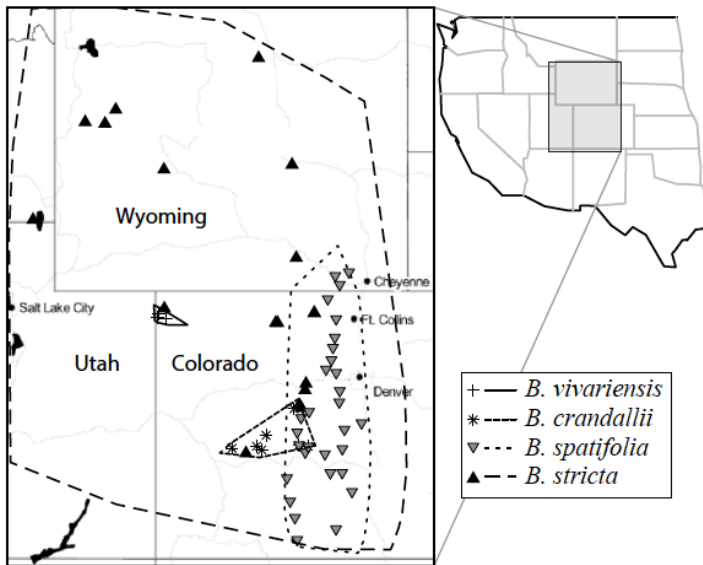 Wyoming
Cheyenne
Salt Lake City
Ft. Collins
Utah
Colorado
Denver
B. vivariensis
B. crandallii
B. spatifolia
B. stricta